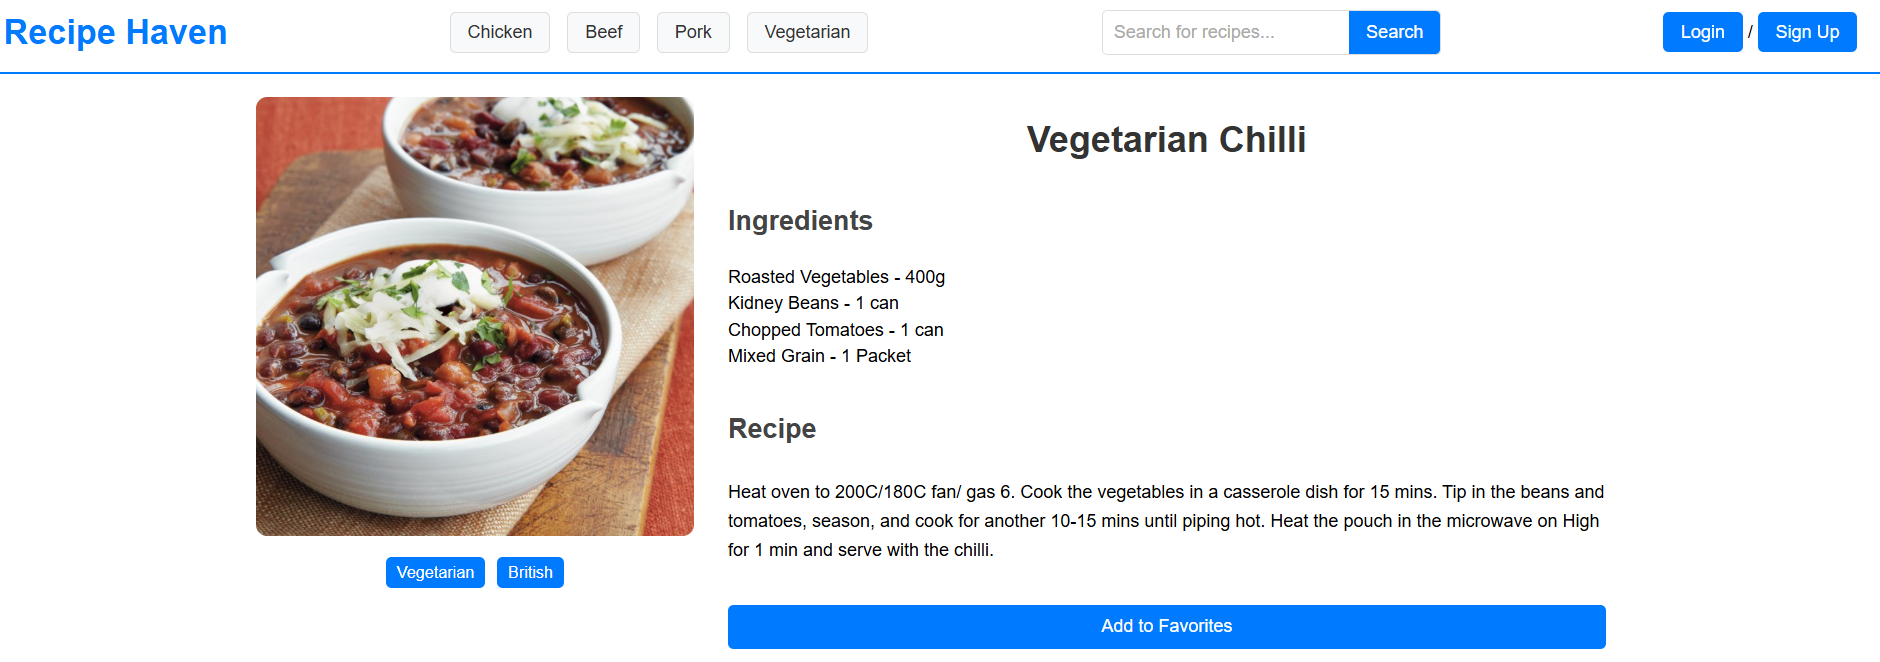 Recipe Haven
Chicken
Beef
Pork
Vegetarian
Search for recipes...
Search
Login / Sign Up
Vegetarian Chilli
Ingredients
Roasted Vegetables - 400g
Kidney Beans - 1 can
Chopped Tomatoes - 1 can
Mixed Grain - 1 Packet
Recipe
Heat oven to 200C/180C fan/ gas 6. Cook the vegetables in a casserole dish for 15 mins. Tip in the beans and
tomatoes, season, and cook for another 10-15 mins until piping hot. Heat the pouch in the microwave on High
for 1 min and serve with the chilli.
Vegetarian
British
Add to Favorites